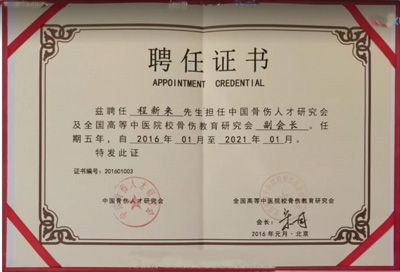 聘任证书
APPOINTMENT CREDENTIAL
兹聘任 程新来 先生担任中国骨伤人才研究会
及全国高等中医院校骨伤教育研究会 副会长 。任
期五年，自 2016 年 01 月至 2021 年 01 月。
特发此证
证书编号：201601003
中国骨伤人才研究会
全国高等中医院校骨伤教育研究会
会长：
2016 年元月·北京